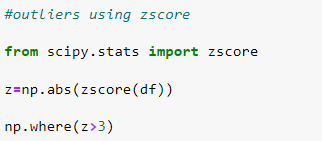 #outliers using zscore
from scipy.stats import zscore
z=np.abs(zscore(df))
np.where(z>3)